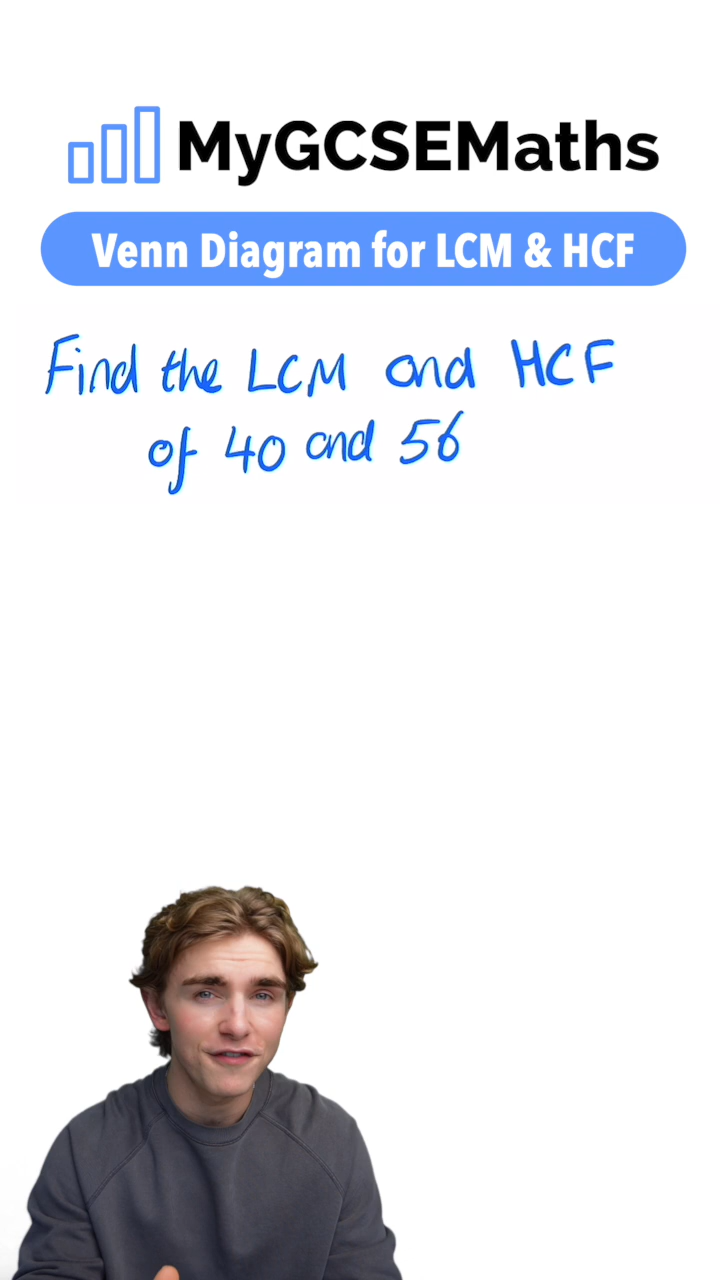 MyGCSEMaths
Venn Diagram for LCM & HCF
Find the LCM and HCF
of 40 and 56